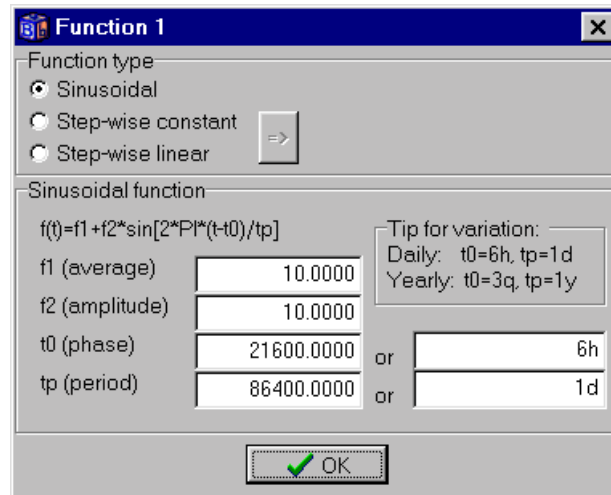 Function 1
Function type
Sinusoidal
Step-wise constant
Step-wise linear
=>
Sinusoidal function
f(t)=f1+f2*sin[2*PI*(t-t0)/tp]
Tip for variation:
Daily: t0=6h, tp=1d
Yearly: t0=3q, tp=1y
f1 (average) 10.0000
f2 (amplitude) 10.0000
t0 (phase) 21600.0000 or 6h
tp (period) 86400.0000 or 1d
OK